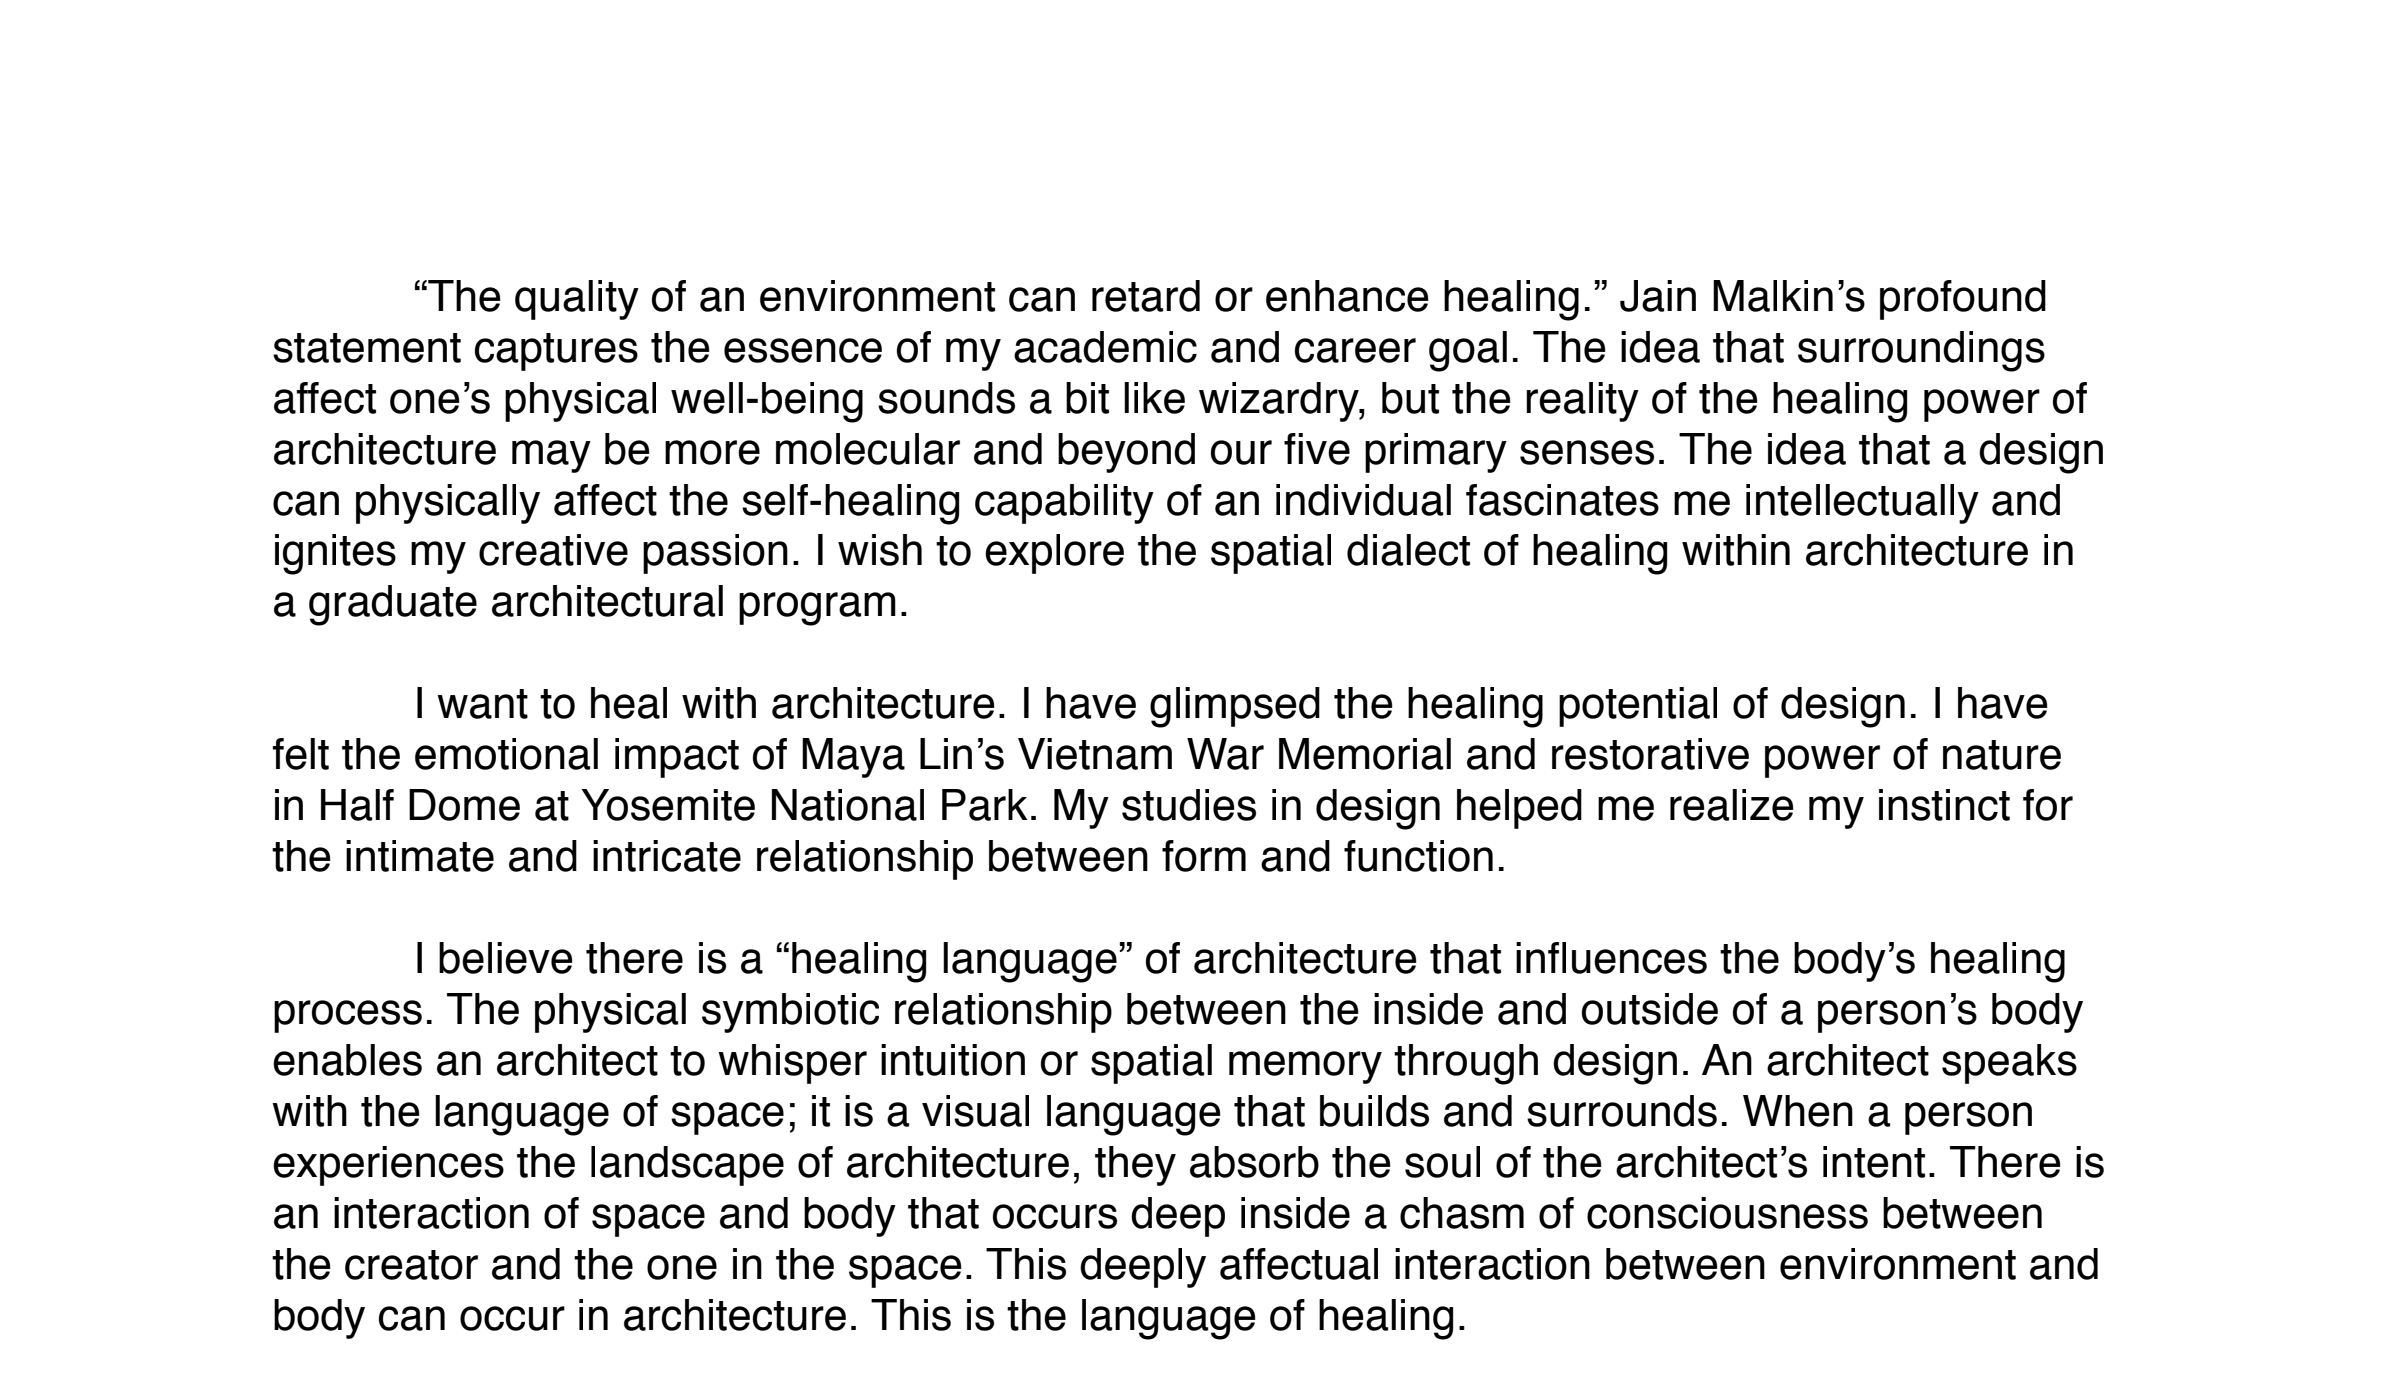 “The quality of an environment can retard or enhance healing.” Jain Malkin’s profound
statement captures the essence of my academic and career goal. The idea that surroundings
affect one’s physical well-being sounds a bit like wizardry, but the reality of the healing power of
architecture may be more molecular and beyond our five primary senses. The idea that a design
can physically affect the self-healing capability of an individual fascinates me intellectually and
ignites my creative passion. I wish to explore the spatial dialect of healing within architecture in
a graduate architectural program.
I want to heal with architecture. I have glimpsed the healing potential of design. I have
felt the emotional impact of Maya Lin’s Vietnam War Memorial and restorative power of nature
in Half Dome at Yosemite National Park. My studies in design helped me realize my instinct for
the intimate and intricate relationship between form and function.
I believe there is a “healing language” of architecture that influences the body’s healing
process. The physical symbiotic relationship between the inside and outside of a person’s body
enables an architect to whisper intuition or spatial memory through design. An architect speaks
with the language of space; it is a visual language that builds and surrounds. When a person
experiences the landscape of architecture, they absorb the soul of the architect’s intent. There is
an interaction of space and body that occurs deep inside a chasm of consciousness between
the creator and the one in the space. This deeply affectual interaction between environment and
body can occur in architecture. This is the language of healing.